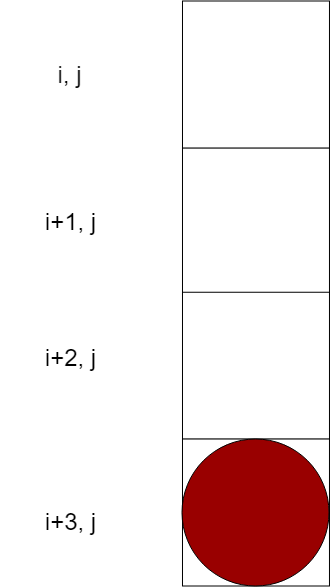 i, j
i+1, j
i+2, j
i+3, j